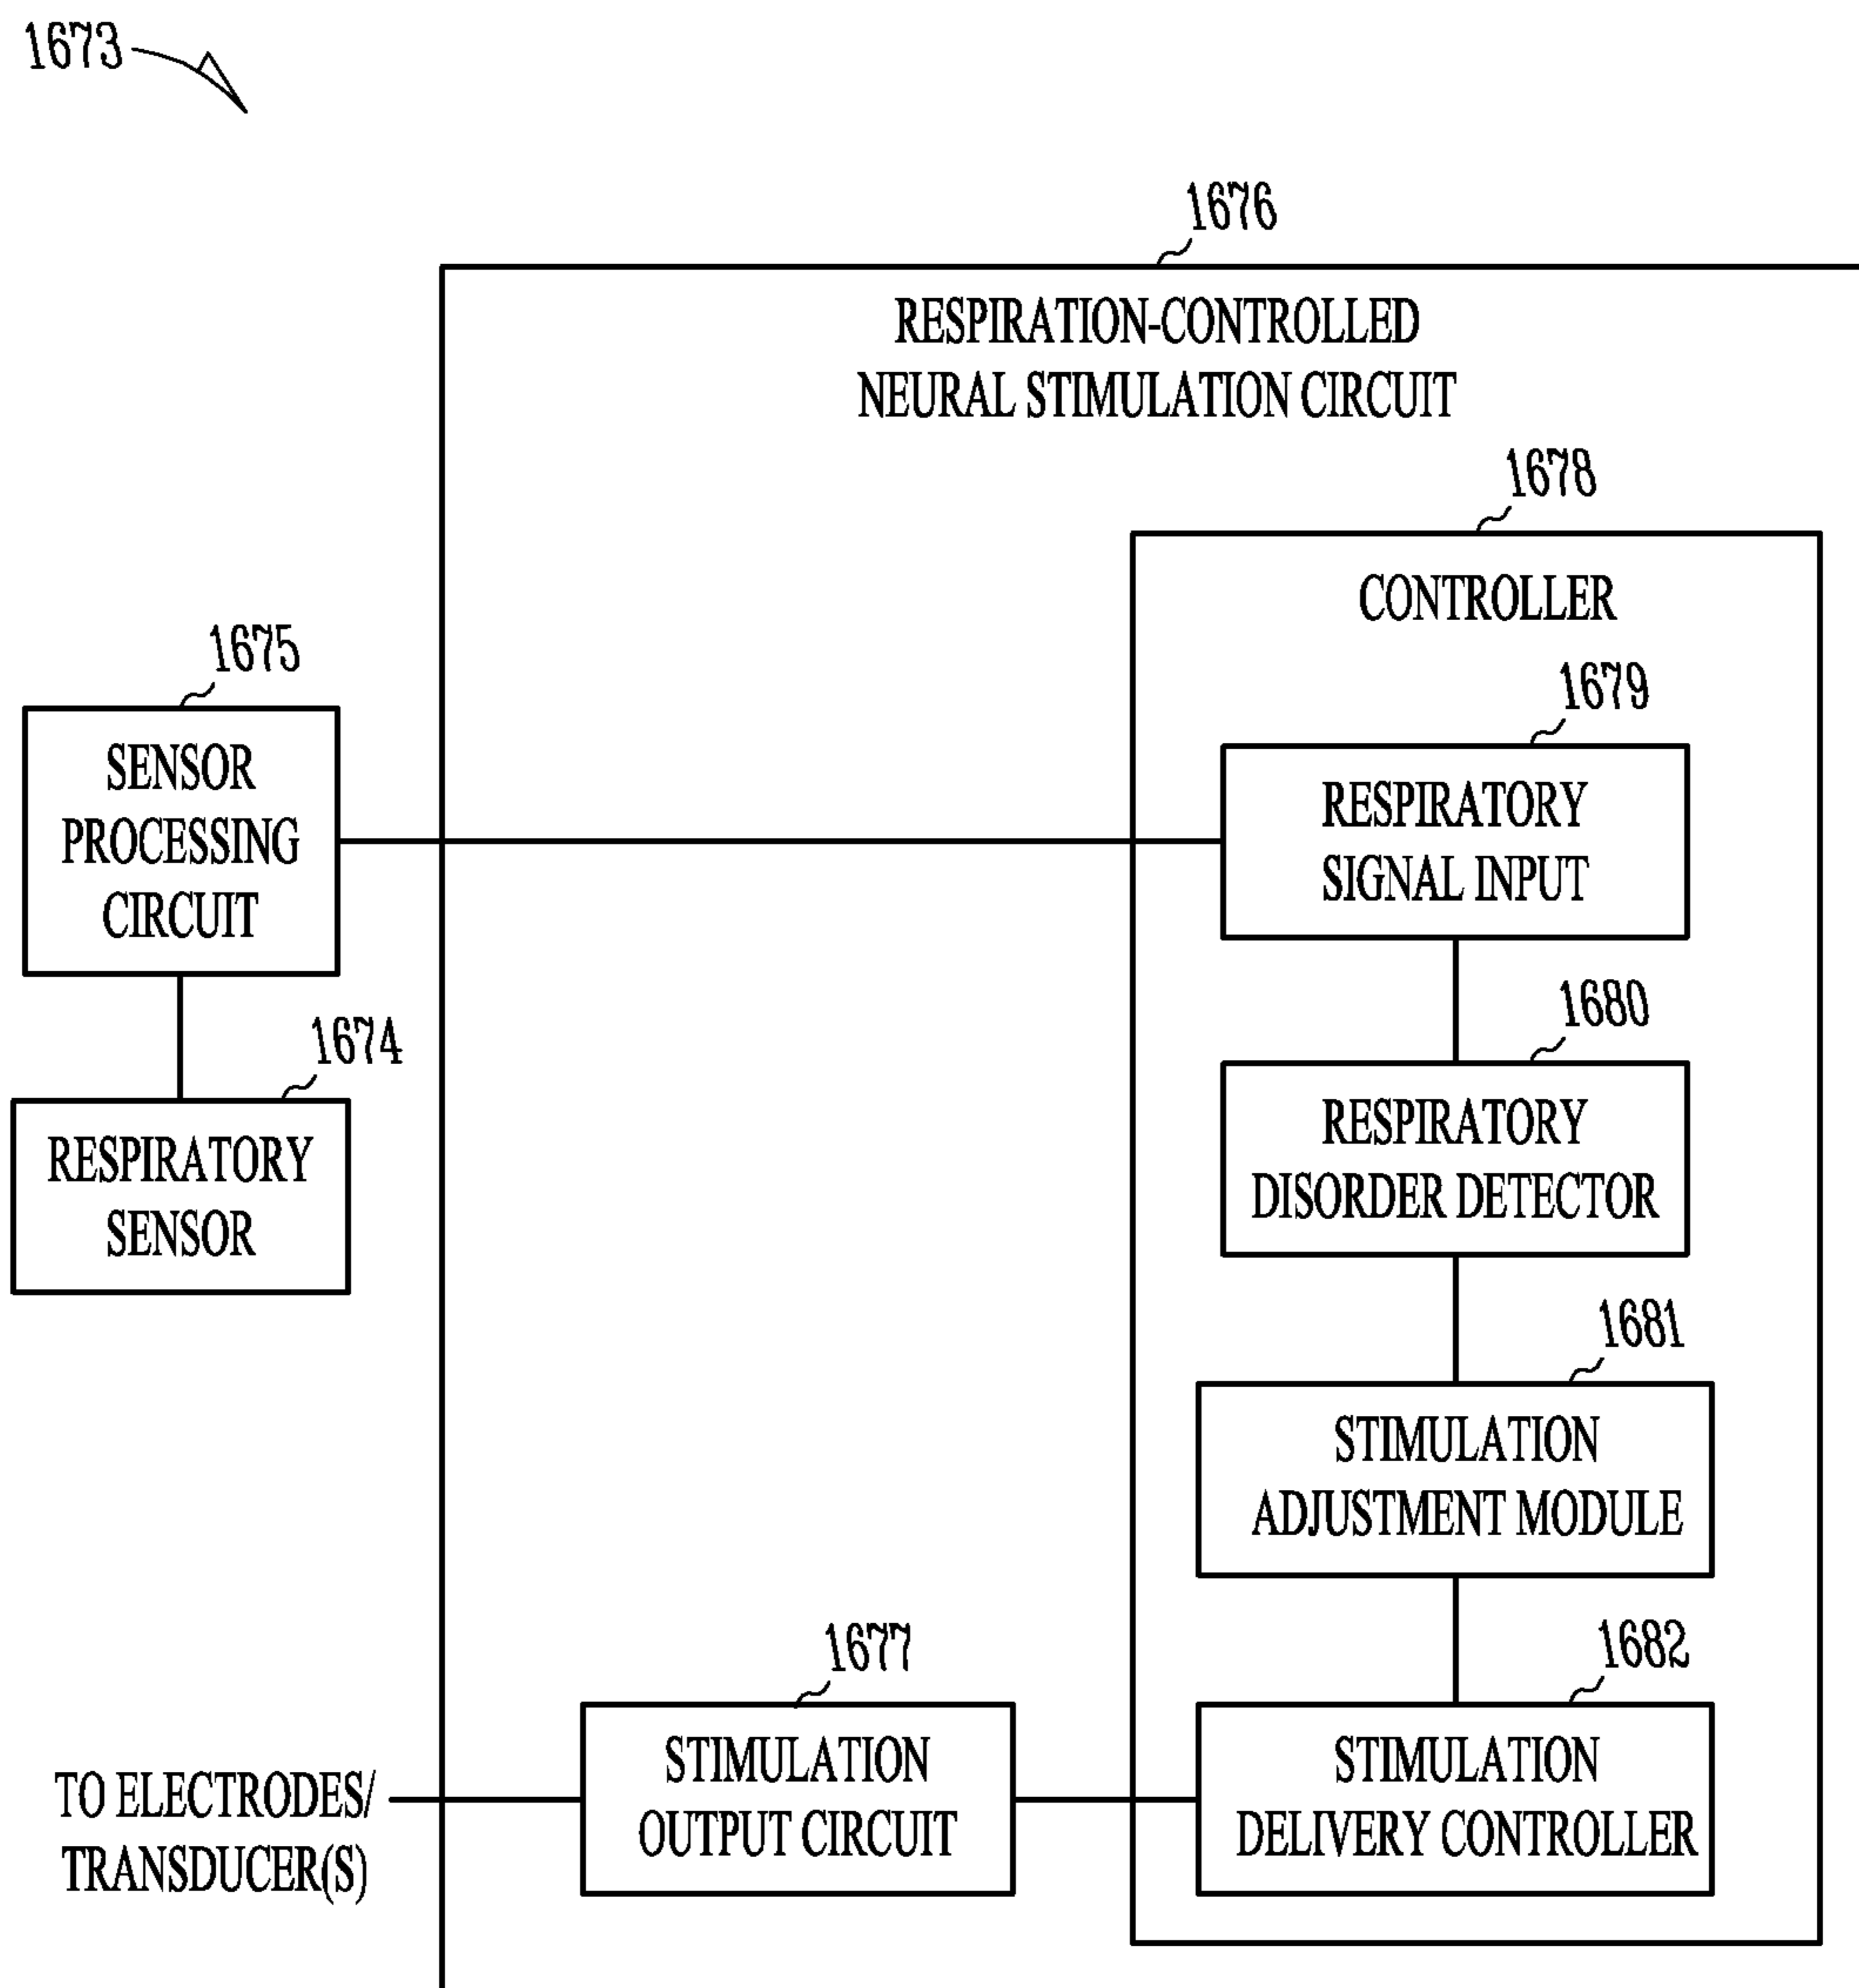 1673
1676
RESPIRATION-CONTROLLED
NEURAL STIMULATION CIRCUIT
1678
CONTROLLER
1675
SENSOR
PROCESSING
CIRCUIT
1679
RESPIRATORY
SIGNAL INPUT
1674
RESPIRATORY
SENSOR
1680
RESPIRATORY
DISORDER DETECTOR
1681
STIMULATION
ADJUSTMENT MODULE
1677
STIMULATION
OUTPUT CIRCUIT
1682
STIMULATION
DELIVERY CONTROLLER
TO ELECTRODES/
TRANSDUCER(S)